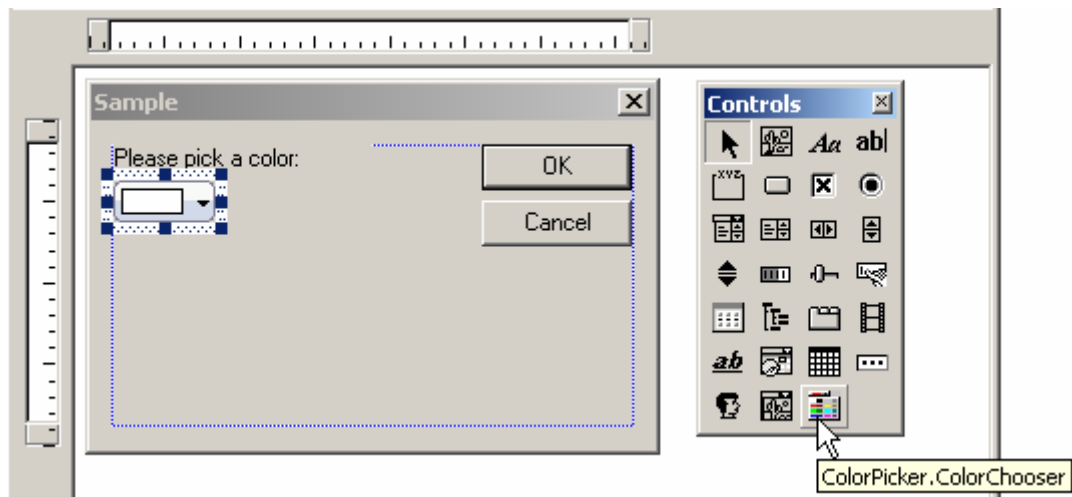 Sample
Controls
Please pick a color:
OK
Cancel
Aa
ab|
xyz
ab
ColorPicker.ColorChooser